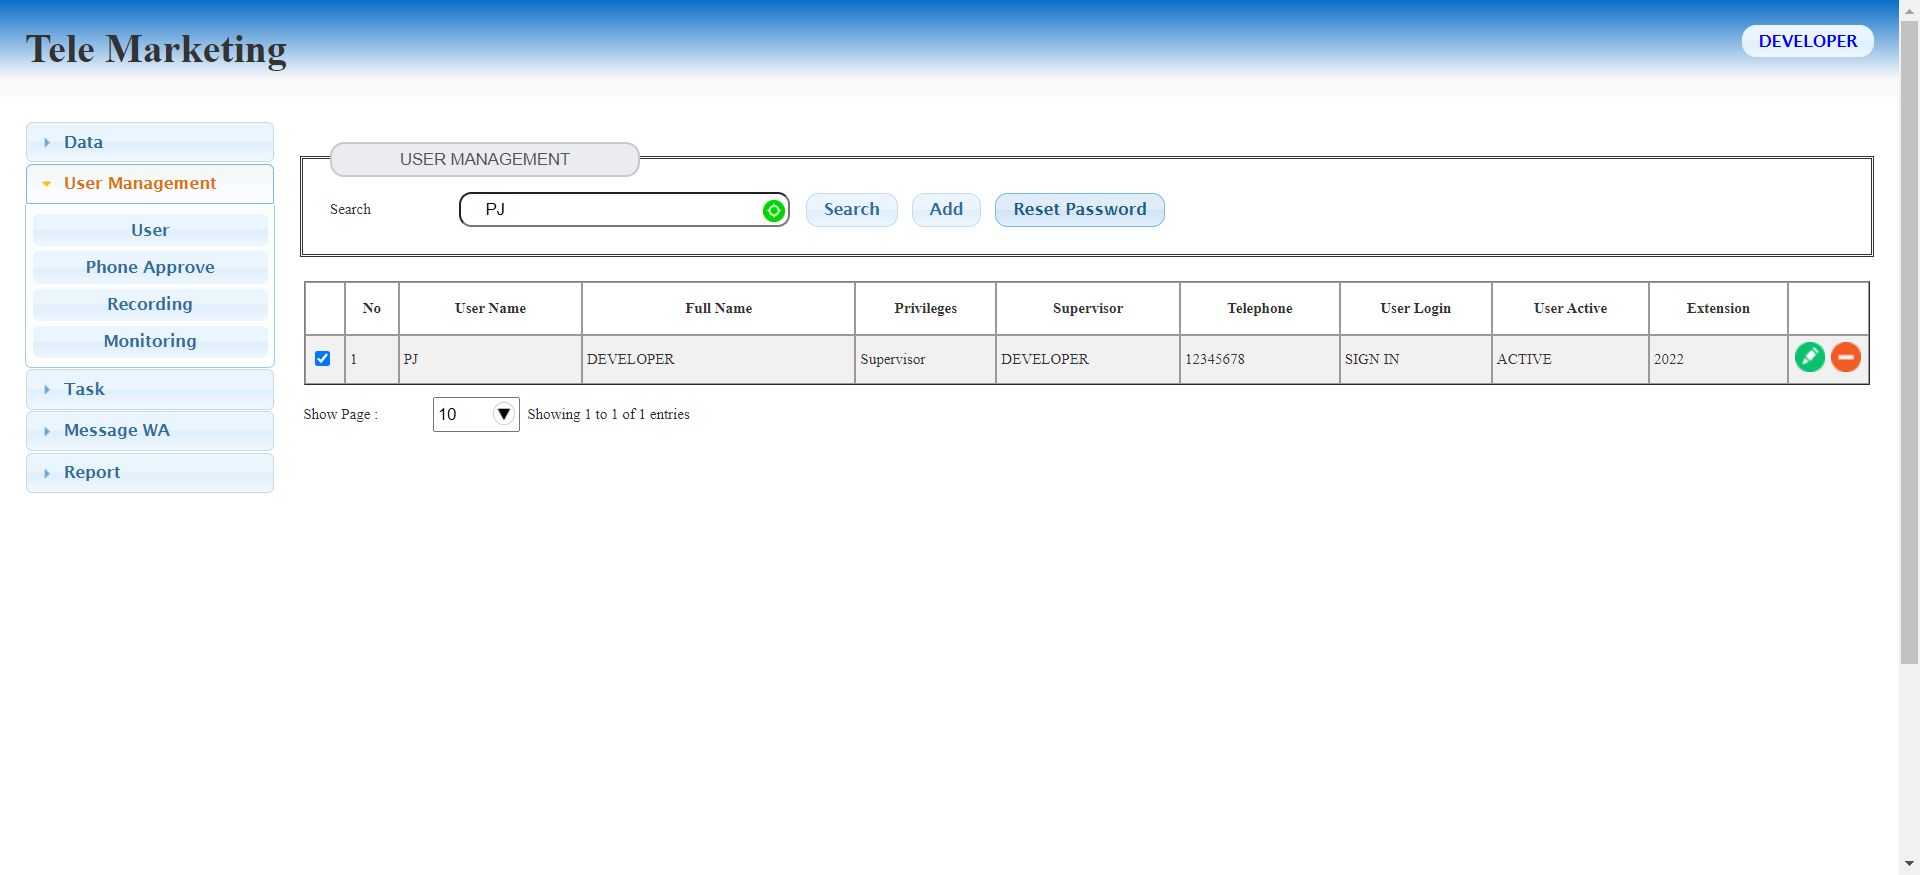 Tele Marketing
DEVELOPER
Data
User Management
User
Phone Approve
Recording
Monitoring
Task
Message WA
Report
USER MANAGEMENT
Search PJ Search Add Reset Password
No User Name Full Name Privileges Supervisor Telephone User Login User Active Extension
1 PJ DEVELOPER Supervisor DEVELOPER 12345678 SIGN IN ACTIVE 2022
Show Page : 10 Showing 1 to 1 of 1 entries